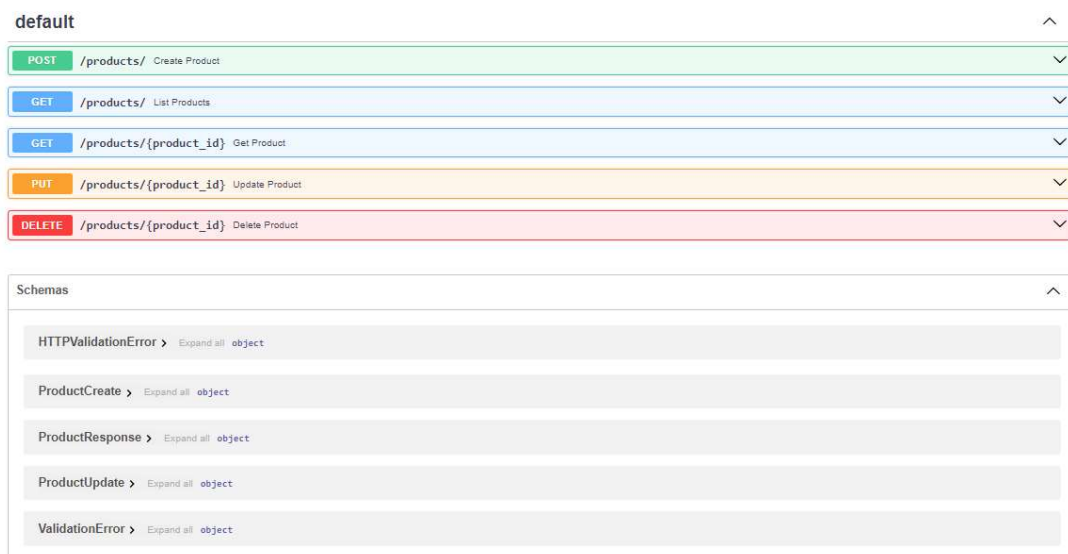 default
POST /products/ Create Product
GET /products/ List Products
GET /products/{product_id} Get Product
PUT /products/{product_id} Update Product
DELETE /products/{product_id} Delete Product
Schemas
HTTPValidationError > Expand all object
ProductCreate > Expand all object
ProductResponse > Expand all object
ProductUpdate > Expand all object
ValidationError > Expand all object